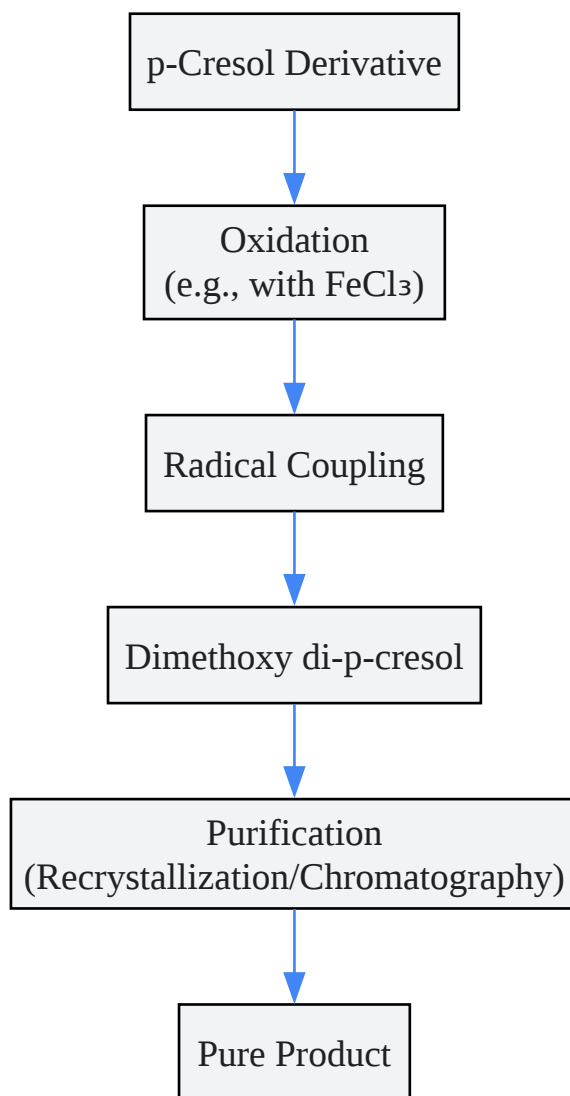 p-Cresol Derivative
Oxidation
(e.g., with FeCl₃)
Radical Coupling
Dimethoxy di-p-cresol
Purification
(Recrystallization/Chromatography)
Pure Product